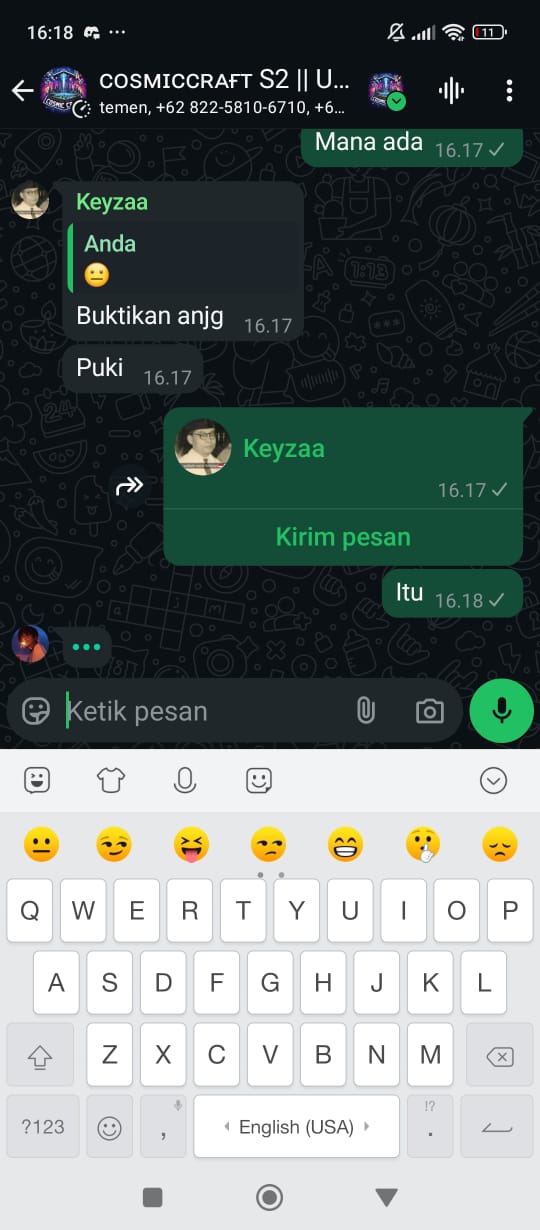 16:18 ... 11
COSMICCRAFT S2 || U...
temen, +62 822-5810-6710, +6...
Mana ada 16.17
Keyzaa
Anda
😐
Buktikan anjg 16.17
Puki 16.17
Keyzaa
16.17
Kirim pesan
Itu 16.18
Ketik pesan
Q W E R T Y U I O P
A S D F G H J K L
Z X C V B N M
?123 , English (USA) !? .